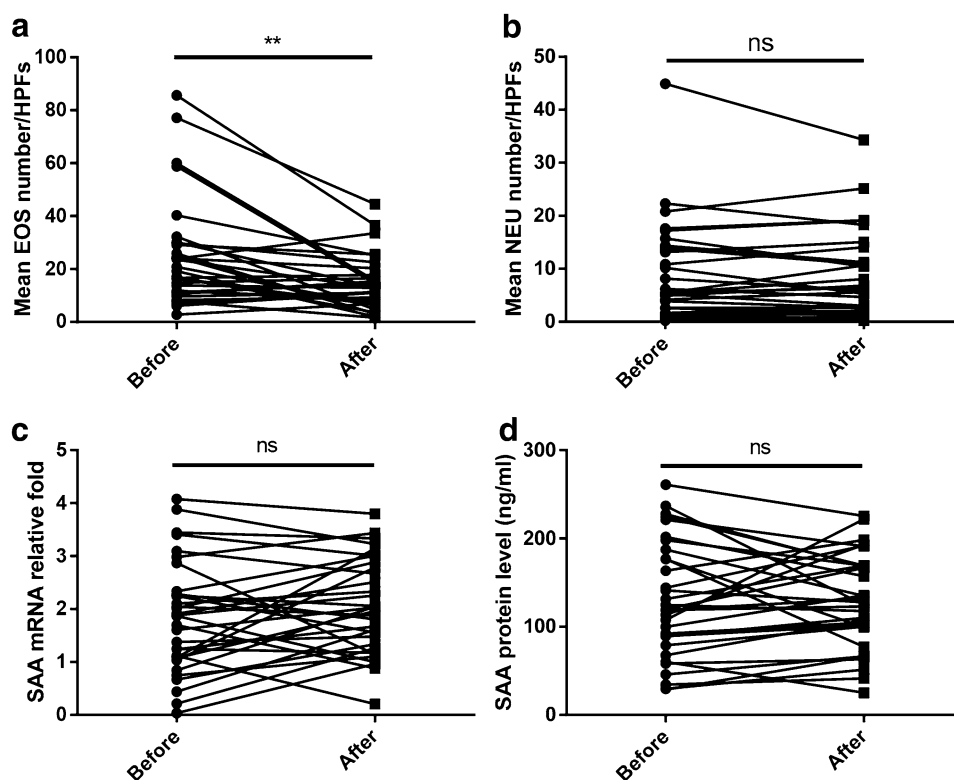 a
**
Mean EOS number/HPFs
100
80
60
40
20
0
Before
After
b
ns
Mean NEU number/HPFs
50
40
30
20
10
0
Before
After
c
ns
SAA mRNA relative fold
5
4
3
2
1
0
Before
After
d
ns
SAA protein level (ng/ml)
300
200
100
0
Before
After